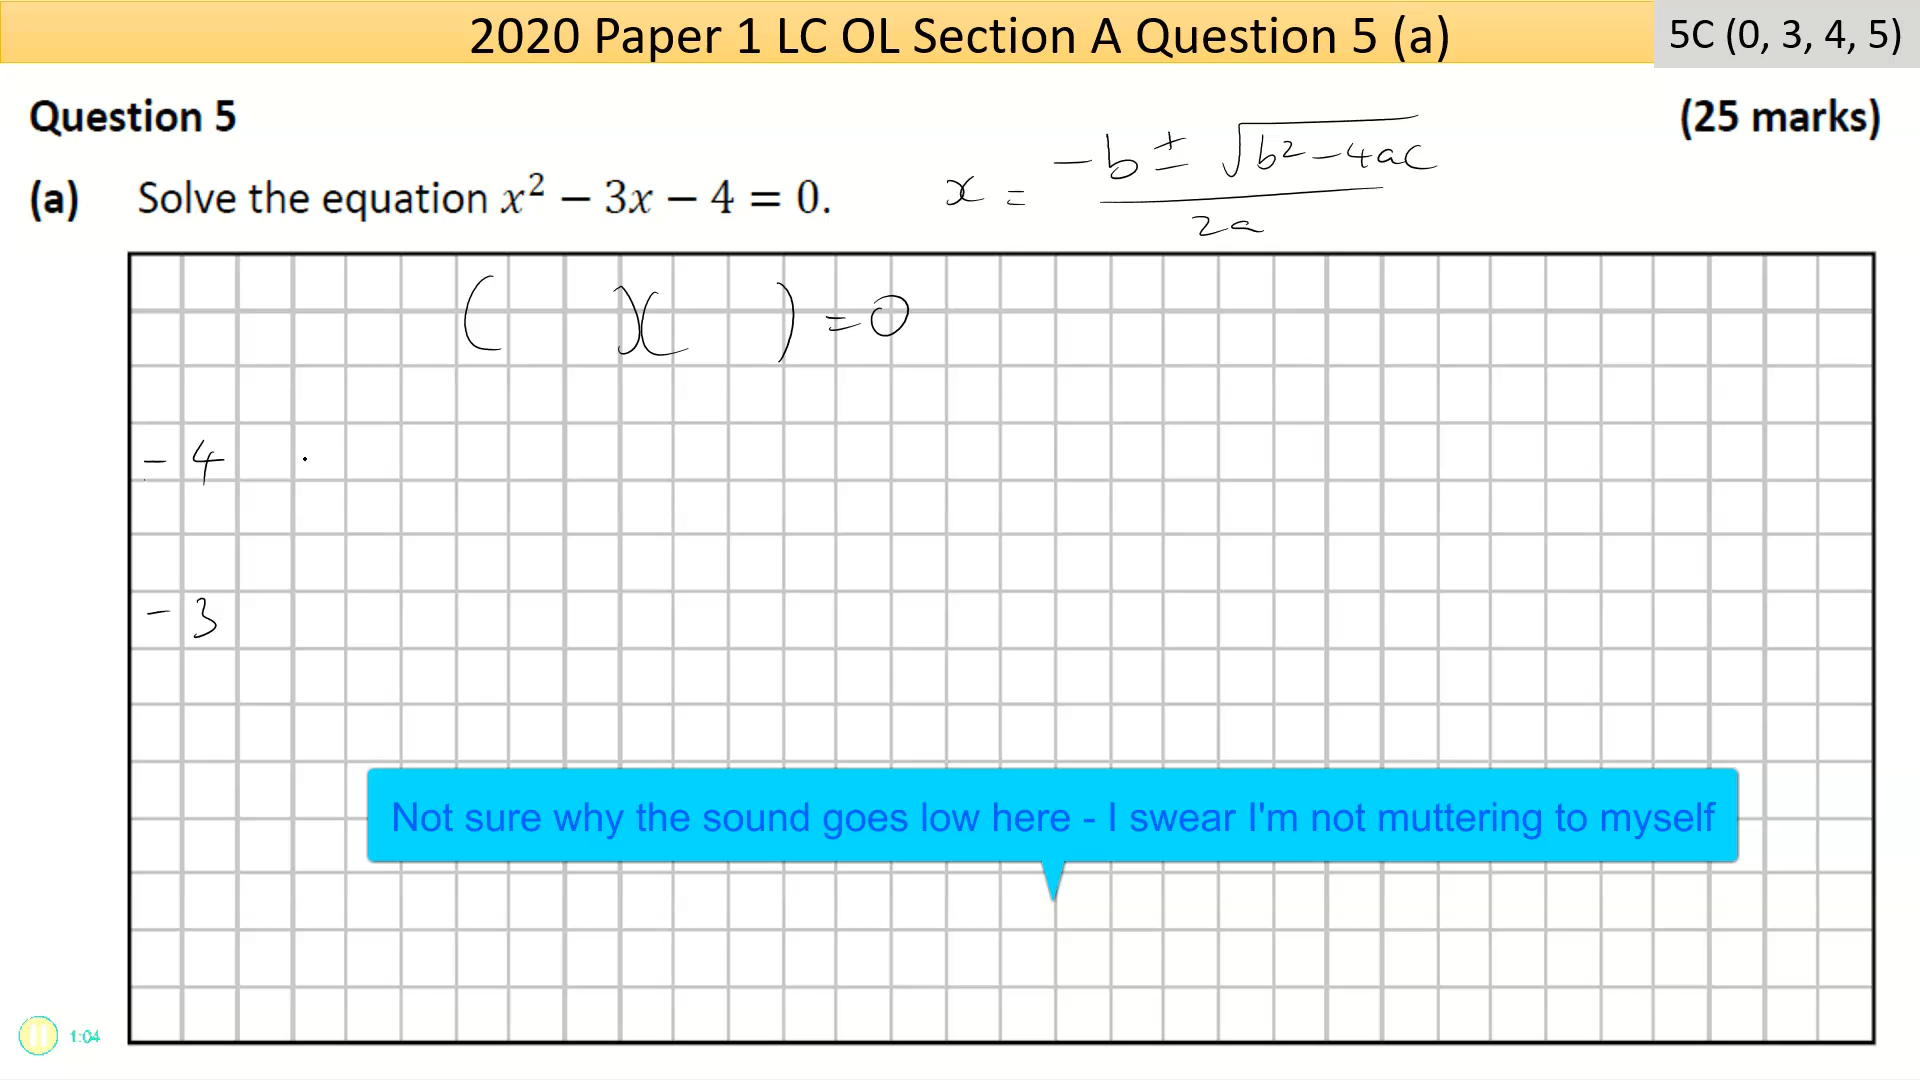 2020 Paper 1 LC OL Section A Question 5 (a)
5C (0, 3, 4, 5)
Question 5
(25 marks)
(a) Solve the equation x² − 3x − 4 = 0.
x = (−b ± √(b² − 4ac)) / 2a
(   )(   ) = 0
− 4
− 3
Not sure why the sound goes low here - I swear I'm not muttering to myself
1:04